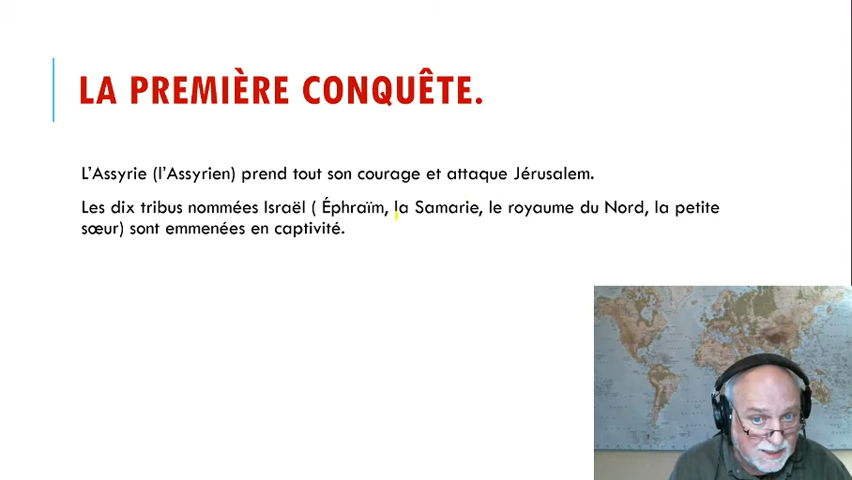 LA PREMIÈRE CONQUÊTE.
L'Assyrie (l'Assyrien) prend tout son courage et attaque Jérusalem.
Les dix tribus nommées Israël ( Éphraïm, la Samarie, le royaume du Nord, la petite
sœur) sont emmenées en captivité.